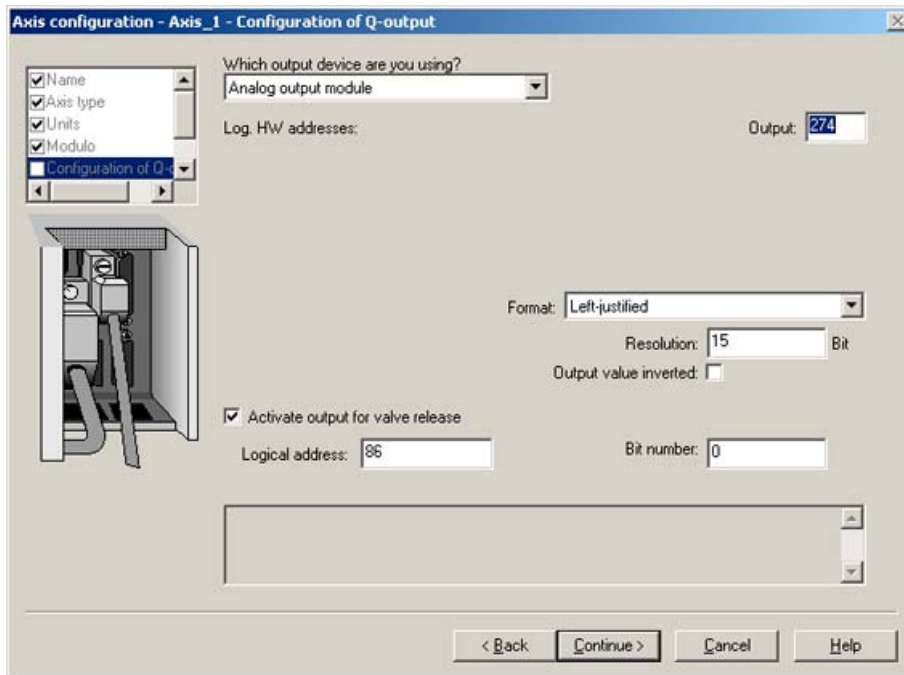 Axis configuration - Axis_1 - Configuration of Q-output
Name
Axis type
Units
Modulo
Configuration of Q-
Which output device are you using?
Analog output module
Log. HW addresses:
Output: 274
Format: Left-justified
Resolution: 15 Bit
Output value inverted:
Activate output for valve release
Logical address: 86
Bit number: 0
< Back
Continue >
Cancel
Help